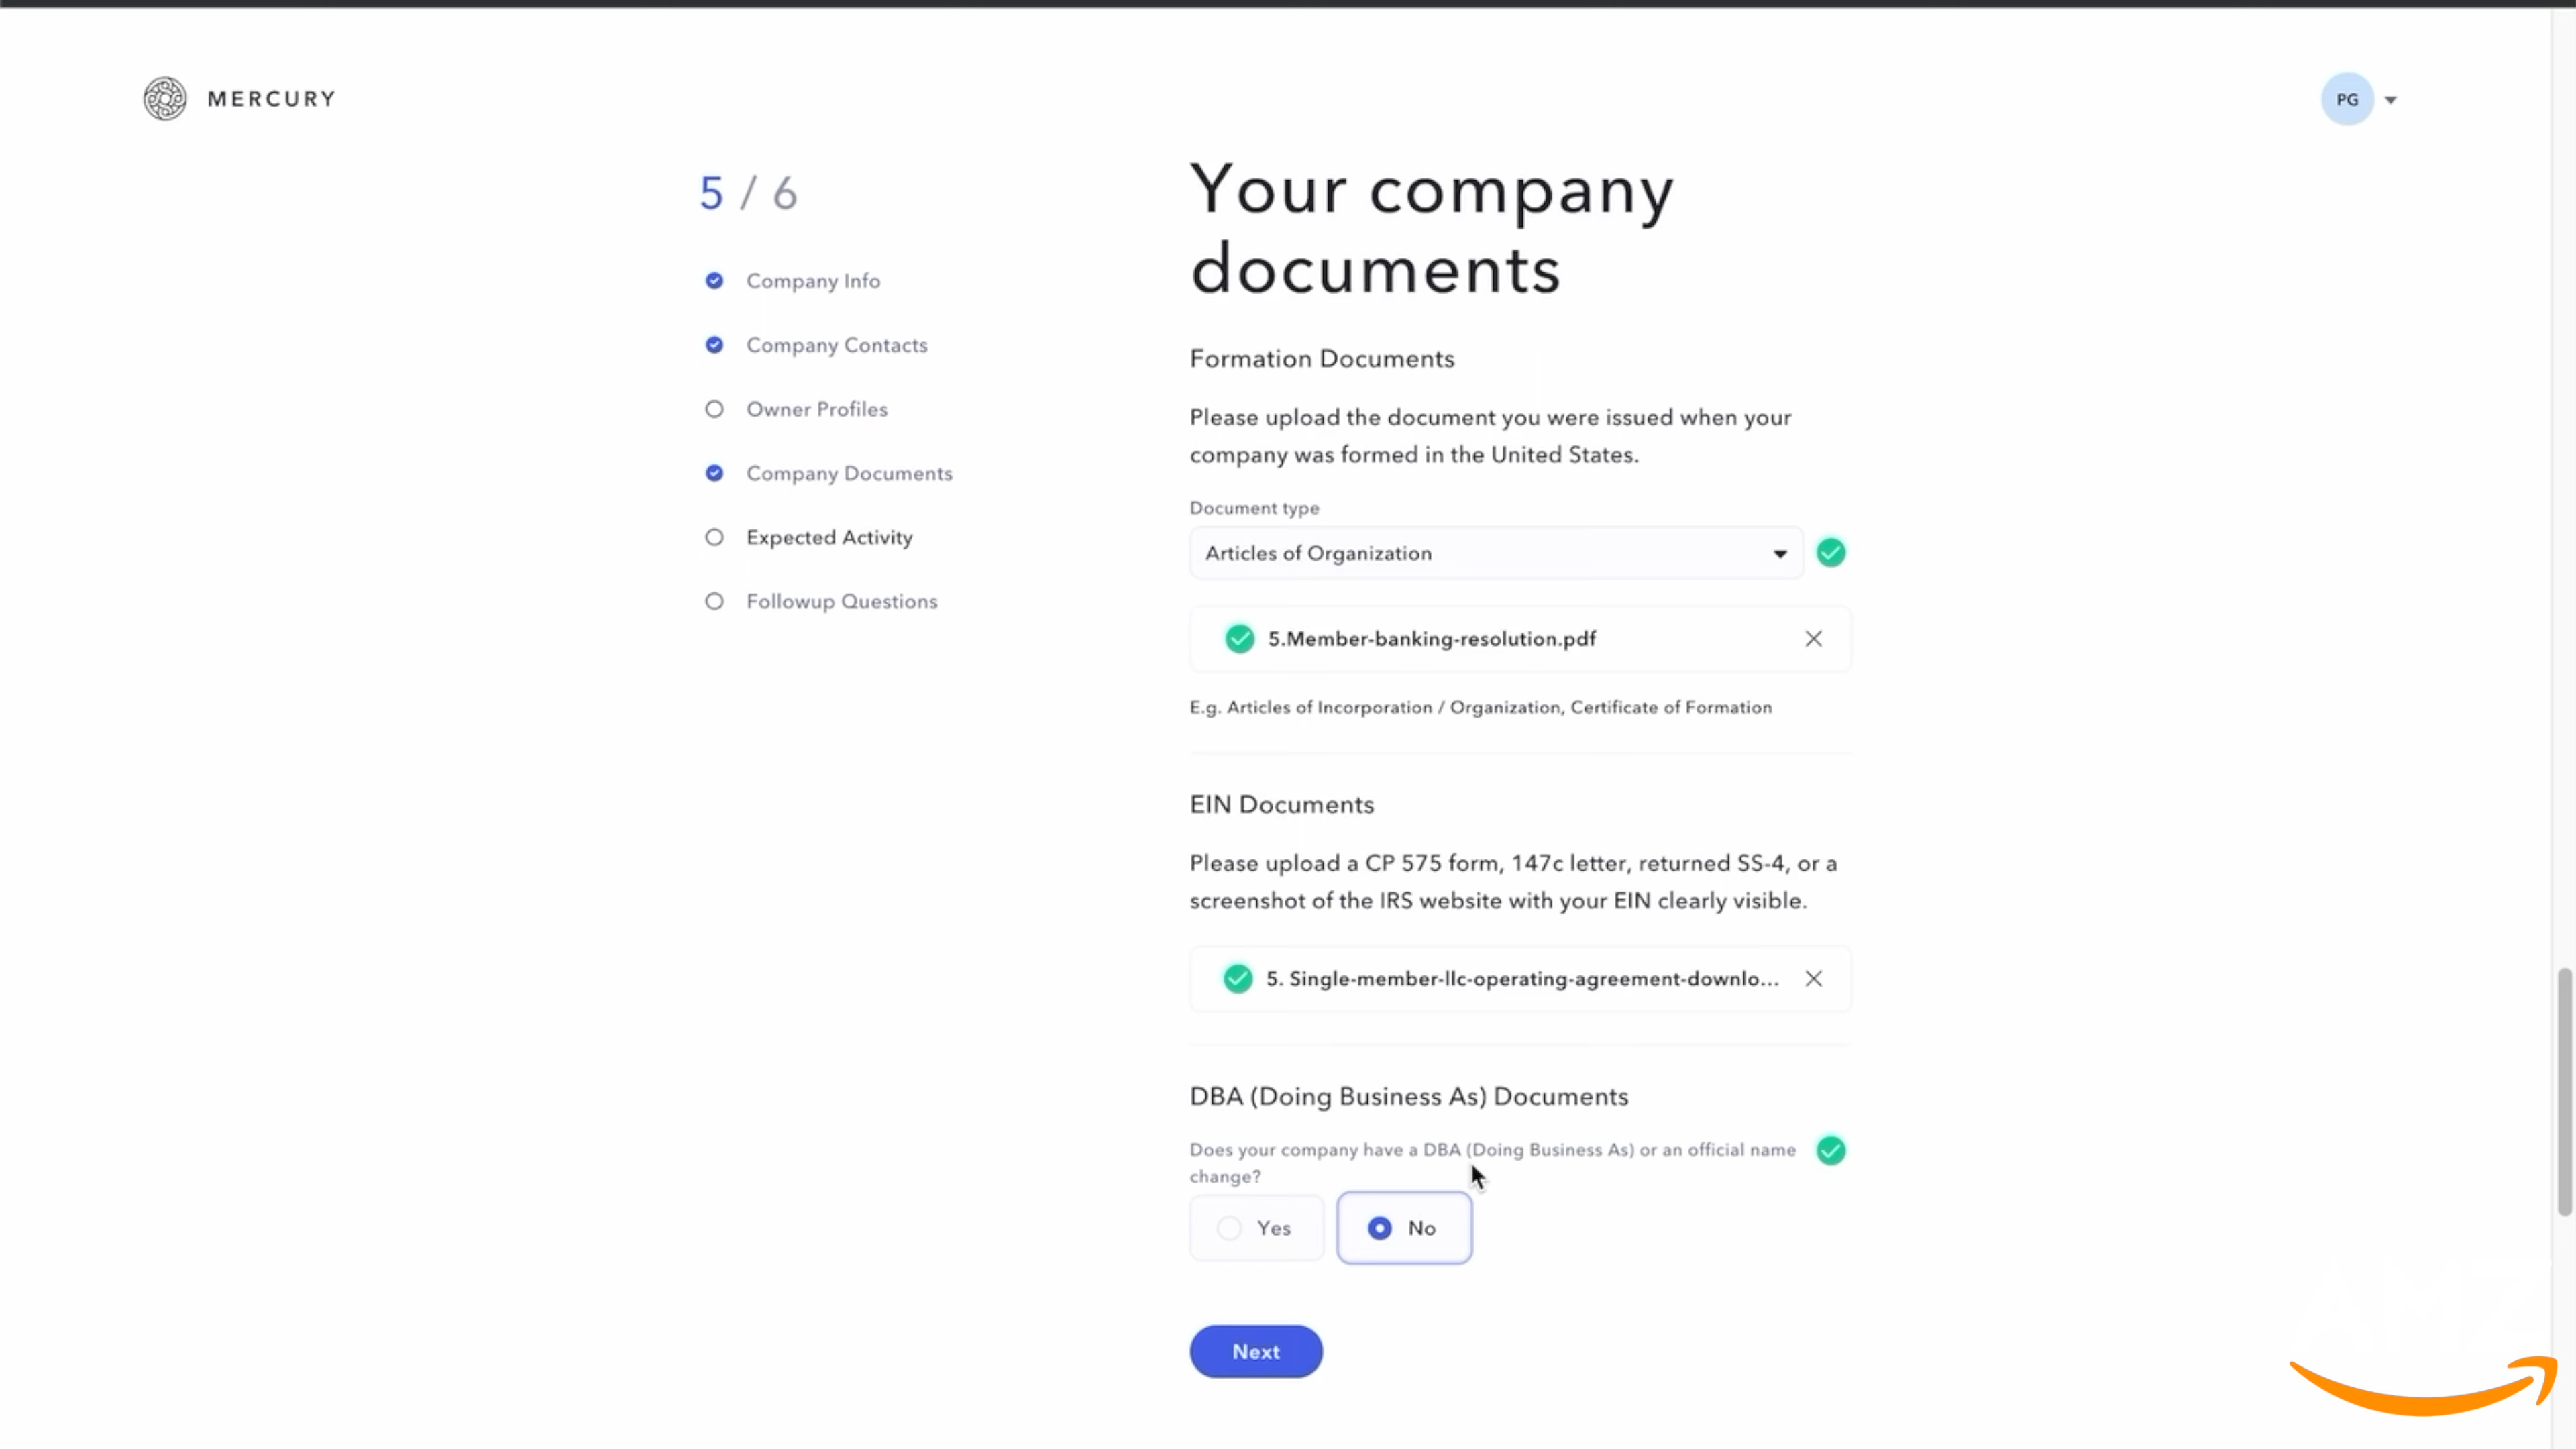 MERCURY
PG
5 / 6
Company Info
Company Contacts
Owner Profiles
Company Documents
Expected Activity
Followup Questions
Your company
documents
Formation Documents
Please upload the document you were issued when your
company was formed in the United States.
Document type
Articles of Organization
5.Member-banking-resolution.pdf
E.g. Articles of Incorporation / Organization, Certificate of Formation
EIN Documents
Please upload a CP 575 form, 147c letter, returned SS-4, or a
screenshot of the IRS website with your EIN clearly visible.
5. Single-member-llc-operating-agreement-downlo...
DBA (Doing Business As) Documents
Does your company have a DBA (Doing Business As) or an official name
change?
Yes
No
Next